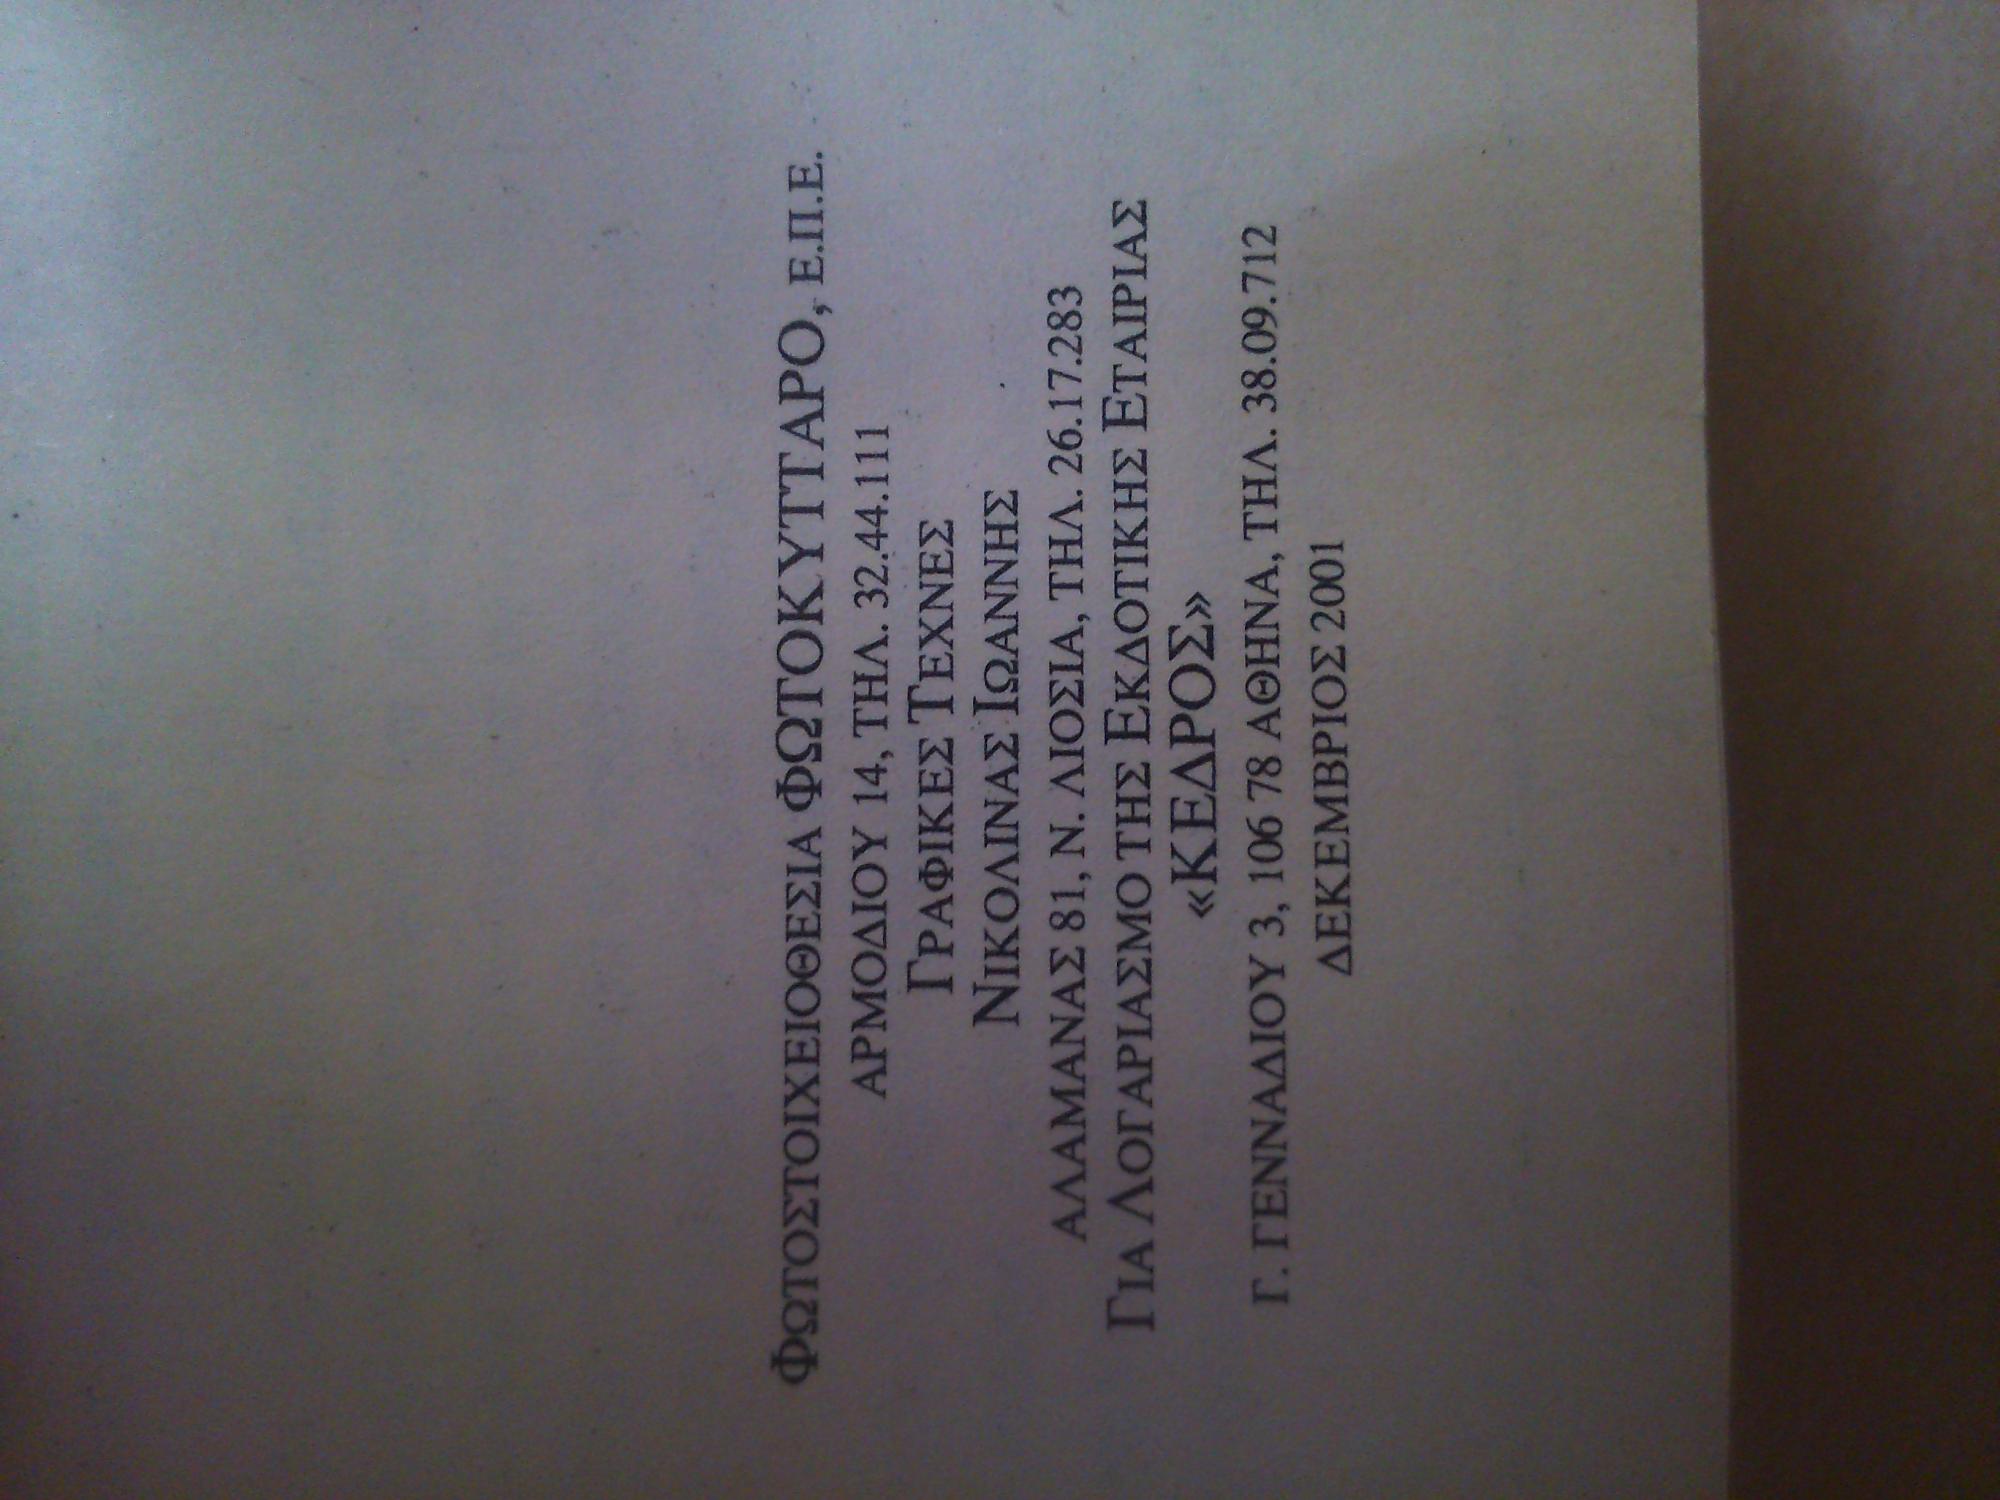 ΦΩΤΟΣΤΟΙΧΕΙΟΘΕΣΙΑ ΦΩΤΟΚΥΤΤΑΡΟ, Ε.Π.Ε.
ΑΡΜΟΔΙΟΥ 14, ΤΗΛ. 32.44.111
ΓΡΑΦΙΚΕΣ ΤΕΧΝΕΣ
ΝΙΚΟΛΙΝΑΣ ΙΩΑΝΝΗΣ
ΑΛΑΜΑΝΑΣ 81, Ν. ΛΙΟΣΙΑ, ΤΗΛ. 26.17.283
ΓΙΑ ΛΟΓΑΡΙΑΣΜΟ ΤΗΣ ΕΚΔΟΤΙΚΗΣ ΕΤΑΙΡΙΑΣ
«ΚΕΔΡΟΣ»
Γ. ΓΕΝΝΑΔΙΟΥ 3, 106 78 ΑΘΗΝΑ, ΤΗΛ. 38.09.712
ΔΕΚΕΜΒΡΙΟΣ 2001